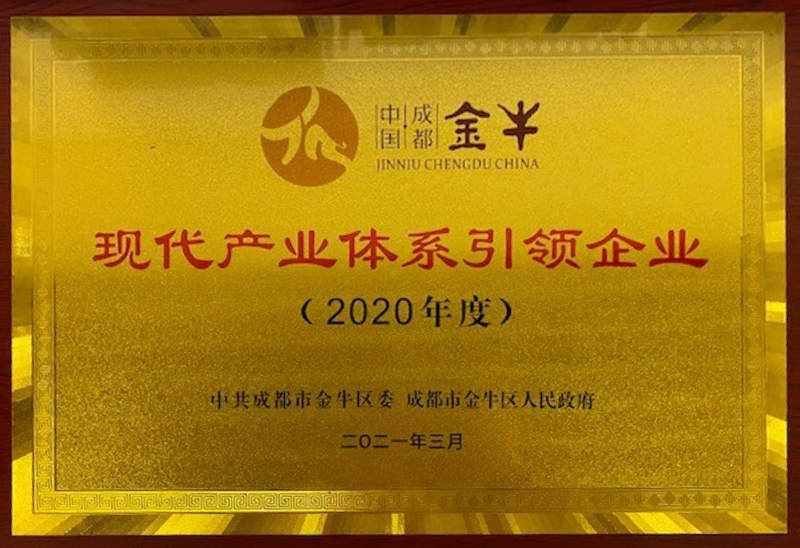 中国·成都 金牛
JINNIU CHENGDU CHINA
现代产业体系引领企业
（2020年度）
中共成都市金牛区委 成都市金牛区人民政府
二〇二一年三月